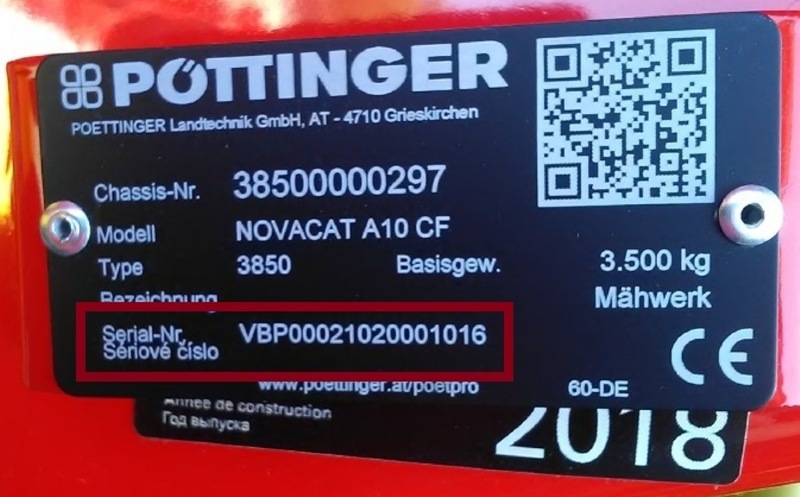 PÖTTINGER
POETTINGER Landtechnik GmbH, AT - 4710 Grieskirchen
Chassis-Nr. 38500000297
Modell NOVACAT A10 CF
Type 3850 Basisgew. 3.500 kg
Bezeichnung Mähwerk
Serial-Nr. VBP00021020001016
Sériové číslo
CE
www.poettinger.at/poetpro 60-DE
Année de construction 2018
Год выпуска